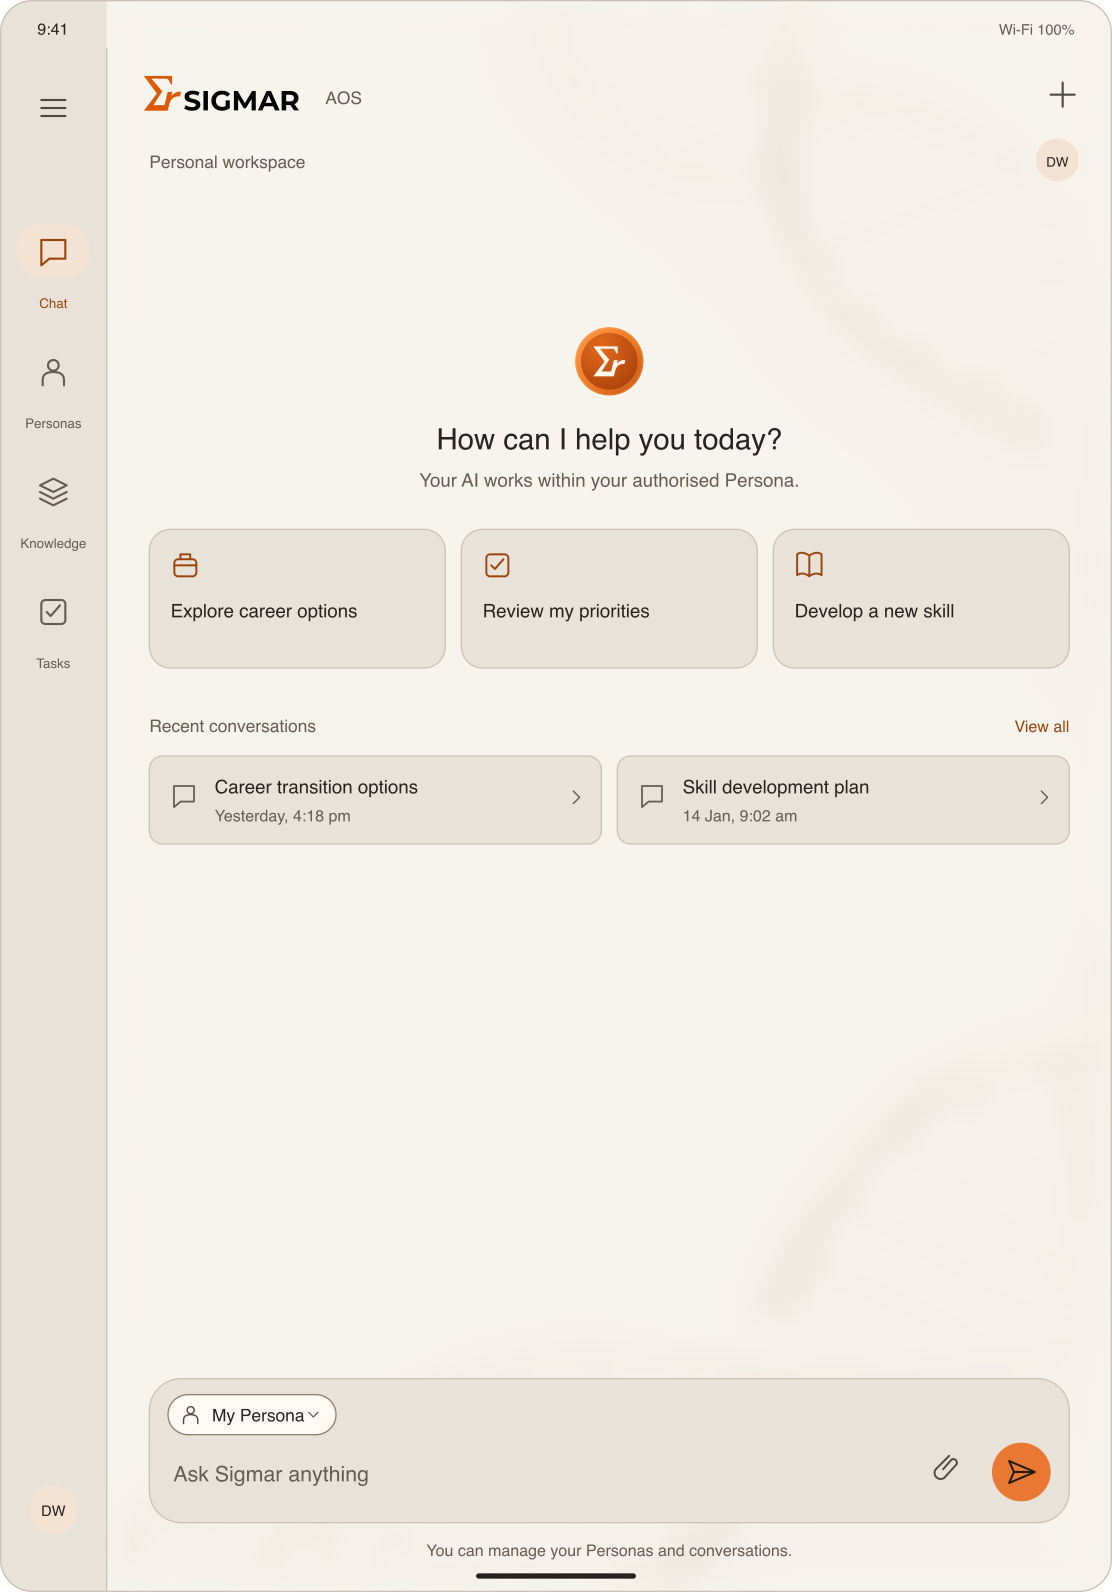 9:41
Wi-Fi 100%
Σr SIGMAR AOS
Personal workspace
DW
Chat
Personas
Knowledge
Tasks
Σr
How can I help you today?
Your AI works within your authorised Persona.
Explore career options
Review my priorities
Develop a new skill
Recent conversations
View all
Career transition options
Yesterday, 4:18 pm
Skill development plan
14 Jan, 9:02 am
My Persona
Ask Sigmar anything
DW
You can manage your Personas and conversations.